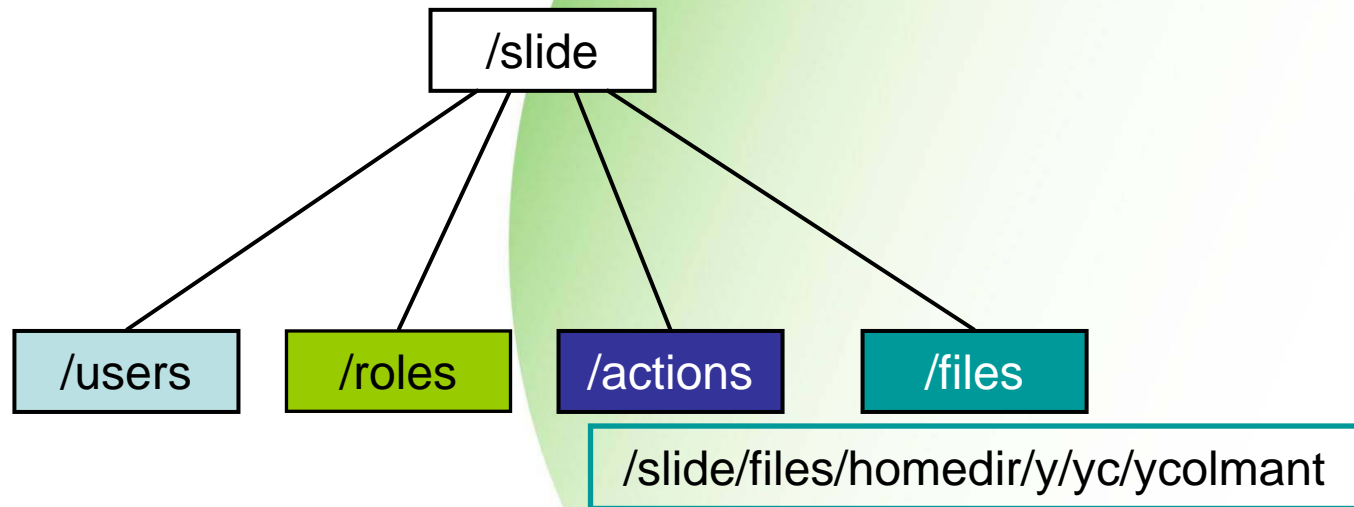 /slide
/users
/roles
/actions
/files
/slide/files/homedir/y/yc/ycolmant